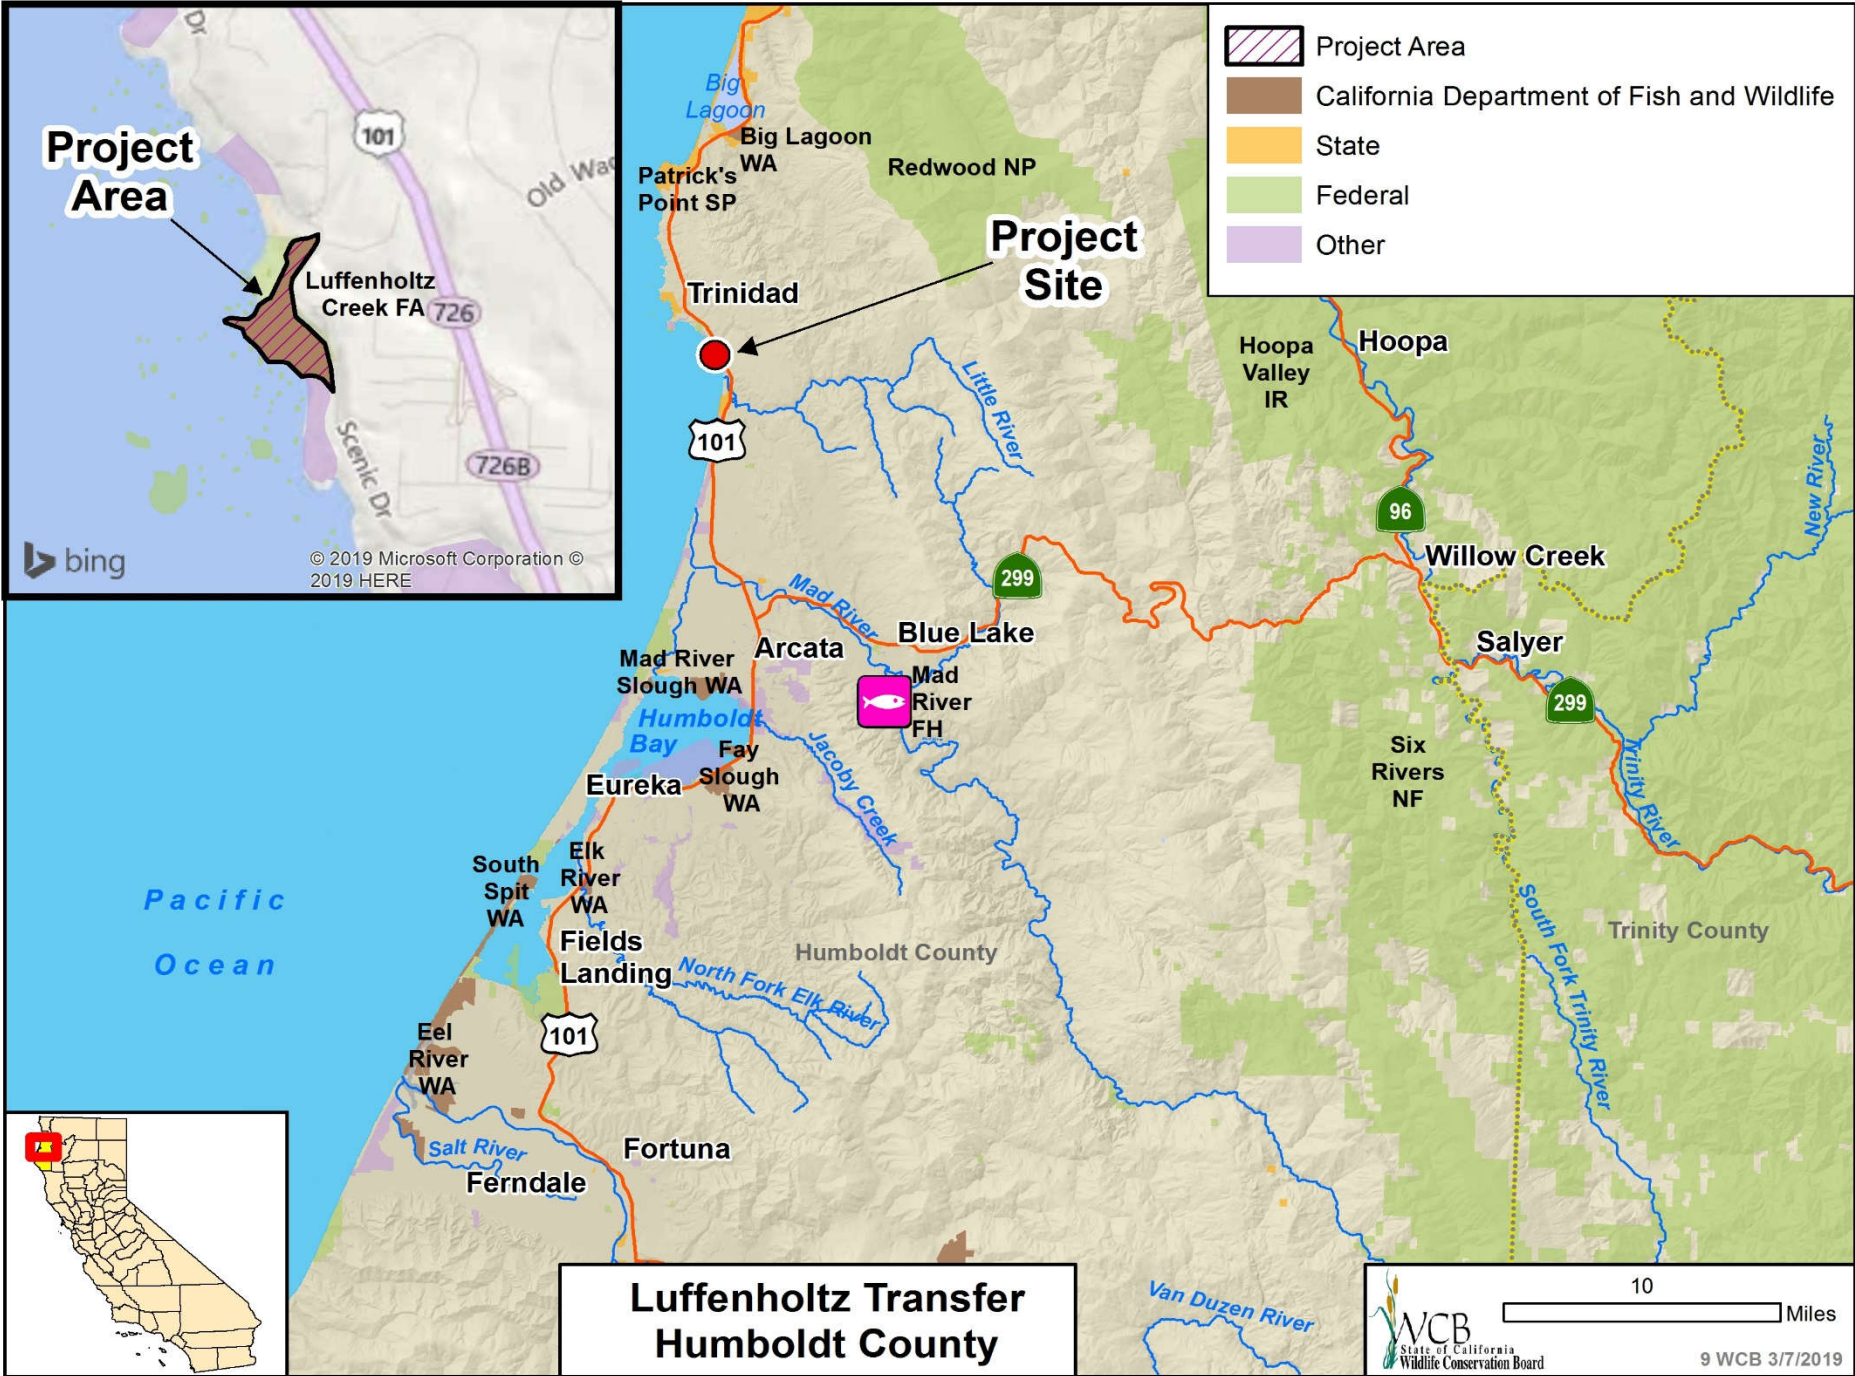 Dr
101
Project
Area
Old Wag
Luffenholtz
Creek FA
726
726B
Scenic Dr
bing
© 2019 Microsoft Corporation ©
2019 HERE
Project Area
California Department of Fish and Wildlife
State
Federal
Other
Big
Lagoon
Big Lagoon
WA
Patrick's
Point SP
Redwood NP
Project
Site
Trinidad
Little River
101
Hoopa
Valley
IR
Hoopa
96
Willow Creek
New River
299
Mad River
Blue Lake
Arcata
Salyer
299
Mad River
Slough WA
Mad
River
FH
Humboldt
Bay
Fay
Slough
WA
Jacoby Creek
Eureka
Six
Rivers
NF
Trinity River
South
Spit
WA
Elk
River
WA
Pacific
Ocean
Fields
Landing
Humboldt County
North Fork Elk River
South Fork Trinity River
Trinity County
101
Eel
River
WA
Salt River
Ferndale
Fortuna
Van Duzen River
Luffenholtz Transfer
Humboldt County
WCB
State of California
Wildlife Conservation Board
10
Miles
9 WCB 3/7/2019